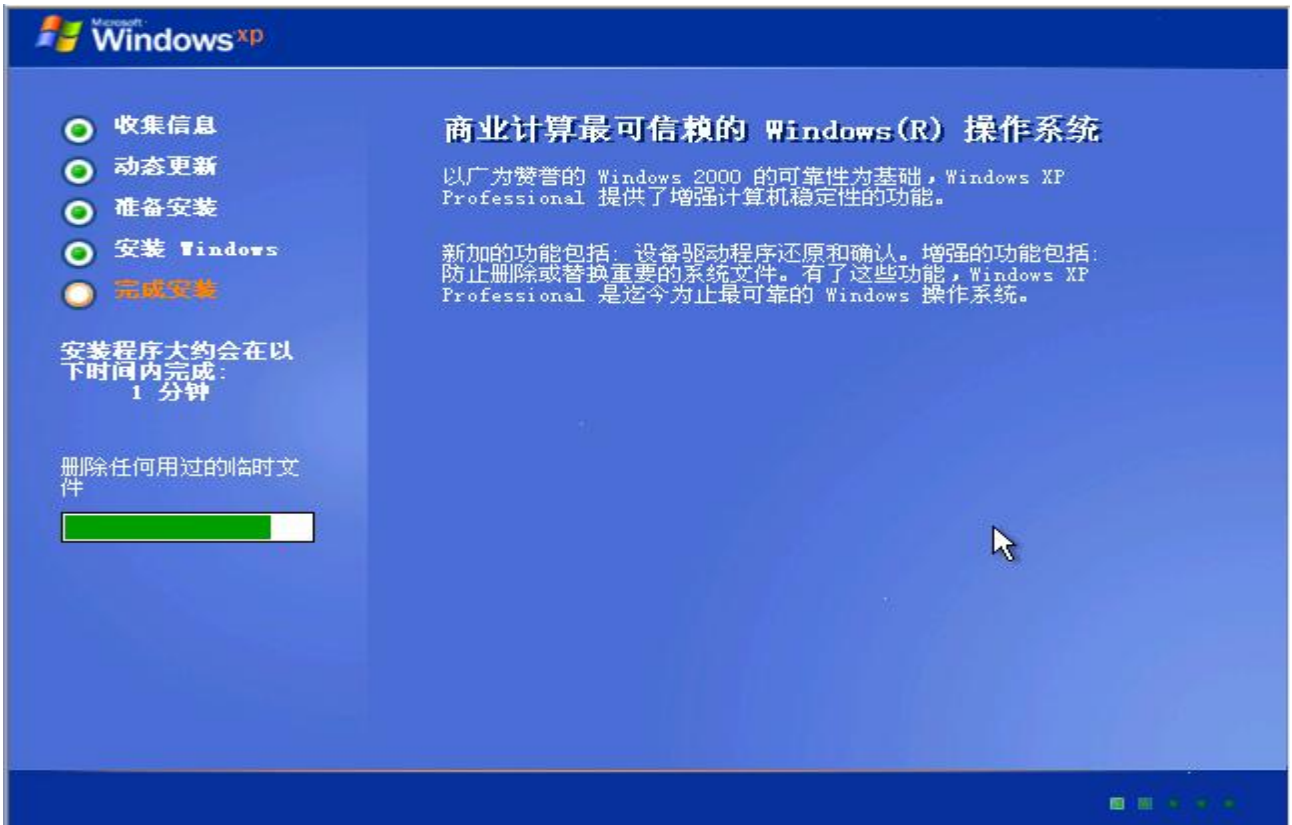 Microsoft
Windows xp
收集信息
动态更新
准备安装
安装 Windows
完成安装
安装程序大约会在以
下时间内完成:
1 分钟
删除任何用过的临时文
件
商业计算最可信赖的 Windows(R) 操作系统
以广为赞誉的 Windows 2000 的可靠性为基础，Windows XP
Professional 提供了增强计算机稳定性的功能。
新加的功能包括: 设备驱动程序还原和确认。增强的功能包括:
防止删除或替换重要的系统文件。有了这些功能，Windows XP
Professional 是迄今为止最可靠的 Windows 操作系统。